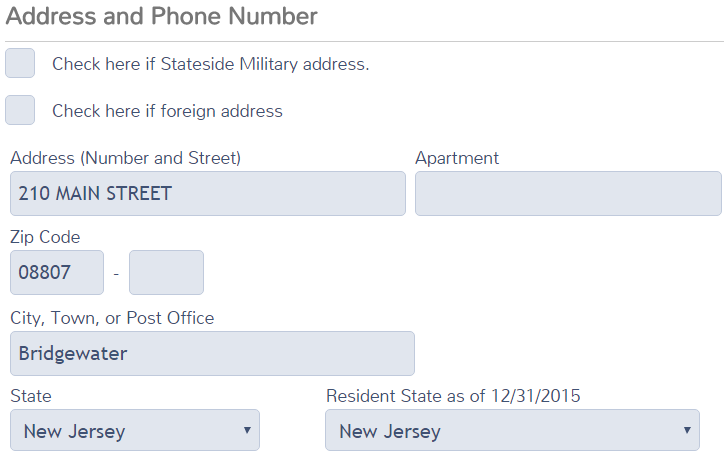 Address and Phone Number
Check here if Stateside Military address.
Check here if foreign address
Address (Number and Street) Apartment
210 MAIN STREET
Zip Code
08807 -
City, Town, or Post Office
Bridgewater
State Resident State as of 12/31/2015
New Jersey New Jersey